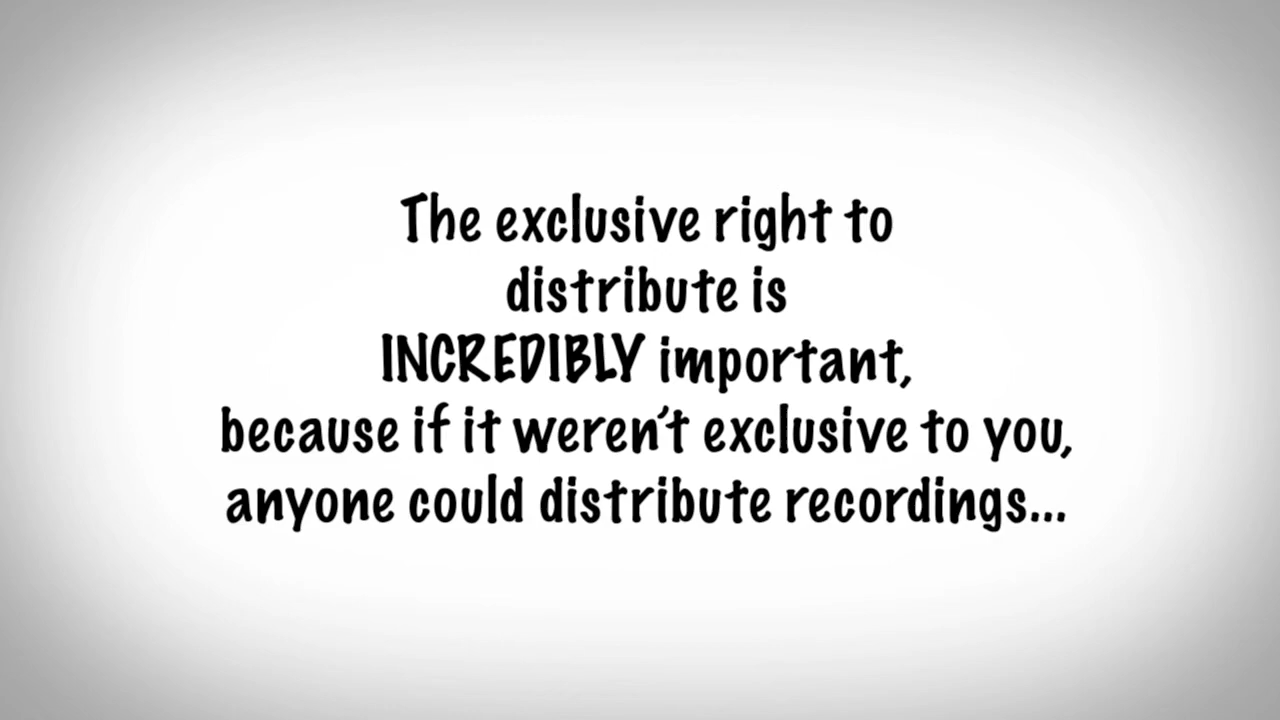 The exclusive right to
distribute is
INCREDIBLY important,
because if it weren't exclusive to you,
anyone could distribute recordings...